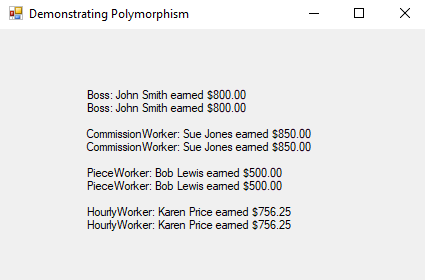 Demonstrating Polymorphism
Boss: John Smith earned $800.00
Boss: John Smith earned $800.00
CommissionWorker: Sue Jones earned $850.00
CommissionWorker: Sue Jones earned $850.00
PieceWorker: Bob Lewis earned $500.00
PieceWorker: Bob Lewis earned $500.00
HourlyWorker: Karen Price earned $756.25
HourlyWorker: Karen Price earned $756.25